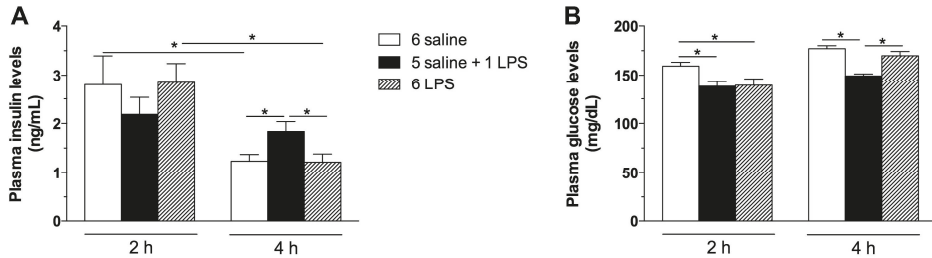 A
Plasma insulin levels
(ng/mL)
4
3
2
1
0
*
*
*
*
2 h
4 h
6 saline
5 saline + 1 LPS
6 LPS
B
Plasma glucose levels
(mg/dL)
200
150
100
50
0
*
*
*
*
2 h
4 h